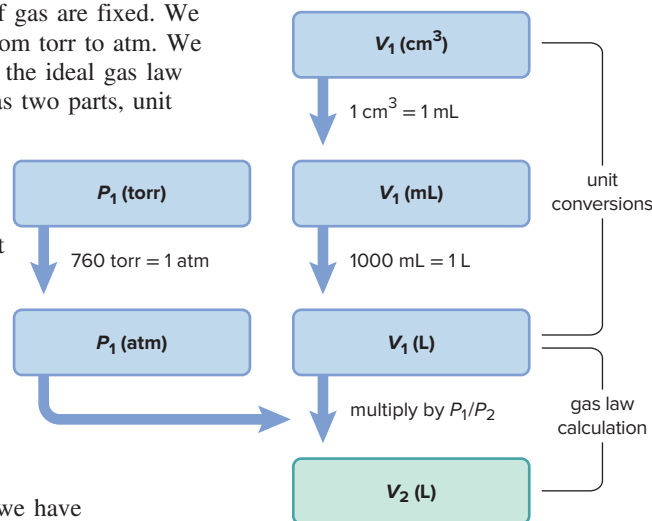 f gas are fixed. We
om torr to atm. We
the ideal gas law
as two parts, unit
t
we have
V₁ (cm³)
1 cm³ = 1 mL
P₁ (torr)
V₁ (mL)
760 torr = 1 atm
1000 mL = 1 L
P₁ (atm)
V₁ (L)
multiply by P₁/P₂
V₂ (L)
unit
conversions
gas law
calculation